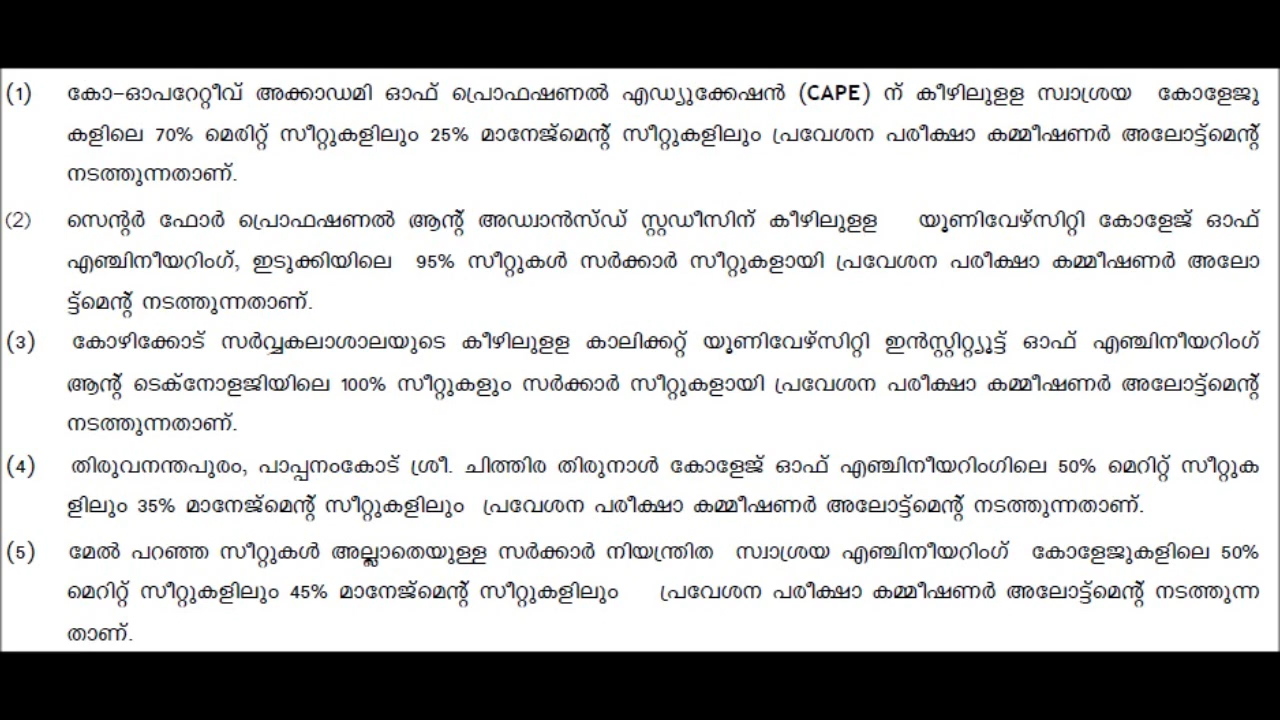 (1) കോ-ഓപറേറ്റീവ് അക്കാഡമി ഓഫ് പ്രൊഫഷണൽ എഡ്യുക്കേഷൻ (CAPE) ന് കീഴിലുളള സ്വാശ്രയ കോളേജു
കളിലെ 70% മെരിറ്റ് സീറ്റുകളിലും 25% മാനേജ്മെന്റ് സീറ്റുകളിലും പ്രവേശന പരീക്ഷാ കമ്മീഷണർ അലോട്ട്മെന്റ്
നടത്തുന്നതാണ്.
(2) സെന്റർ ഫോർ പ്രൊഫഷണൽ ആന്റ് അഡ്വാൻസ്ഡ് സ്റ്റഡീസിന് കീഴിലുളള യൂണിവേഴ്സിറ്റി കോളേജ് ഓഫ്
എഞ്ചിനീയറിംഗ്, ഇടുക്കിയിലെ 95% സീറ്റുകൾ സർക്കാർ സീറ്റുകളായി പ്രവേശന പരീക്ഷാ കമ്മീഷണർ അലോ
ട്ട്മെന്റ് നടത്തുന്നതാണ്.
(3) കോഴിക്കോട് സർവ്വകലാശാലയുടെ കീഴിലുളള കാലിക്കറ്റ് യൂണിവേഴ്സിറ്റി ഇൻസ്റ്റിറ്റ്യൂട്ട് ഓഫ് എഞ്ചിനീയറിംഗ്
ആന്റ് ടെക്നോളജിയിലെ 100% സീറ്റുകളും സർക്കാർ സീറ്റുകളായി പ്രവേശന പരീക്ഷാ കമ്മീഷണർ അലോട്ട്മെന്റ്
നടത്തുന്നതാണ്.
(4) തിരുവനന്തപുരം, പാപ്പനംകോട് ശ്രീ. ചിത്തിര തിരുനാൾ കോളേജ് ഓഫ് എഞ്ചിനീയറിംഗിലെ 50% മെറിറ്റ് സീറ്റുക
ളിലും 35% മാനേജ്മെന്റ് സീറ്റുകളിലും പ്രവേശന പരീക്ഷാ കമ്മീഷണർ അലോട്ട്മെന്റ് നടത്തുന്നതാണ്.
(5) മേൽ പറഞ്ഞ സീറ്റുകൾ അല്ലാതെയുള്ള സർക്കാർ നിയന്ത്രിത സ്വാശ്രയ എഞ്ചിനീയറിംഗ് കോളേജുകളിലെ 50%
മെറിറ്റ് സീറ്റുകളിലും 45% മാനേജ്മെന്റ് സീറ്റുകളിലും പ്രവേശന പരീക്ഷാ കമ്മീഷണർ അലോട്ട്മെന്റ് നടത്തുന്ന
താണ്.